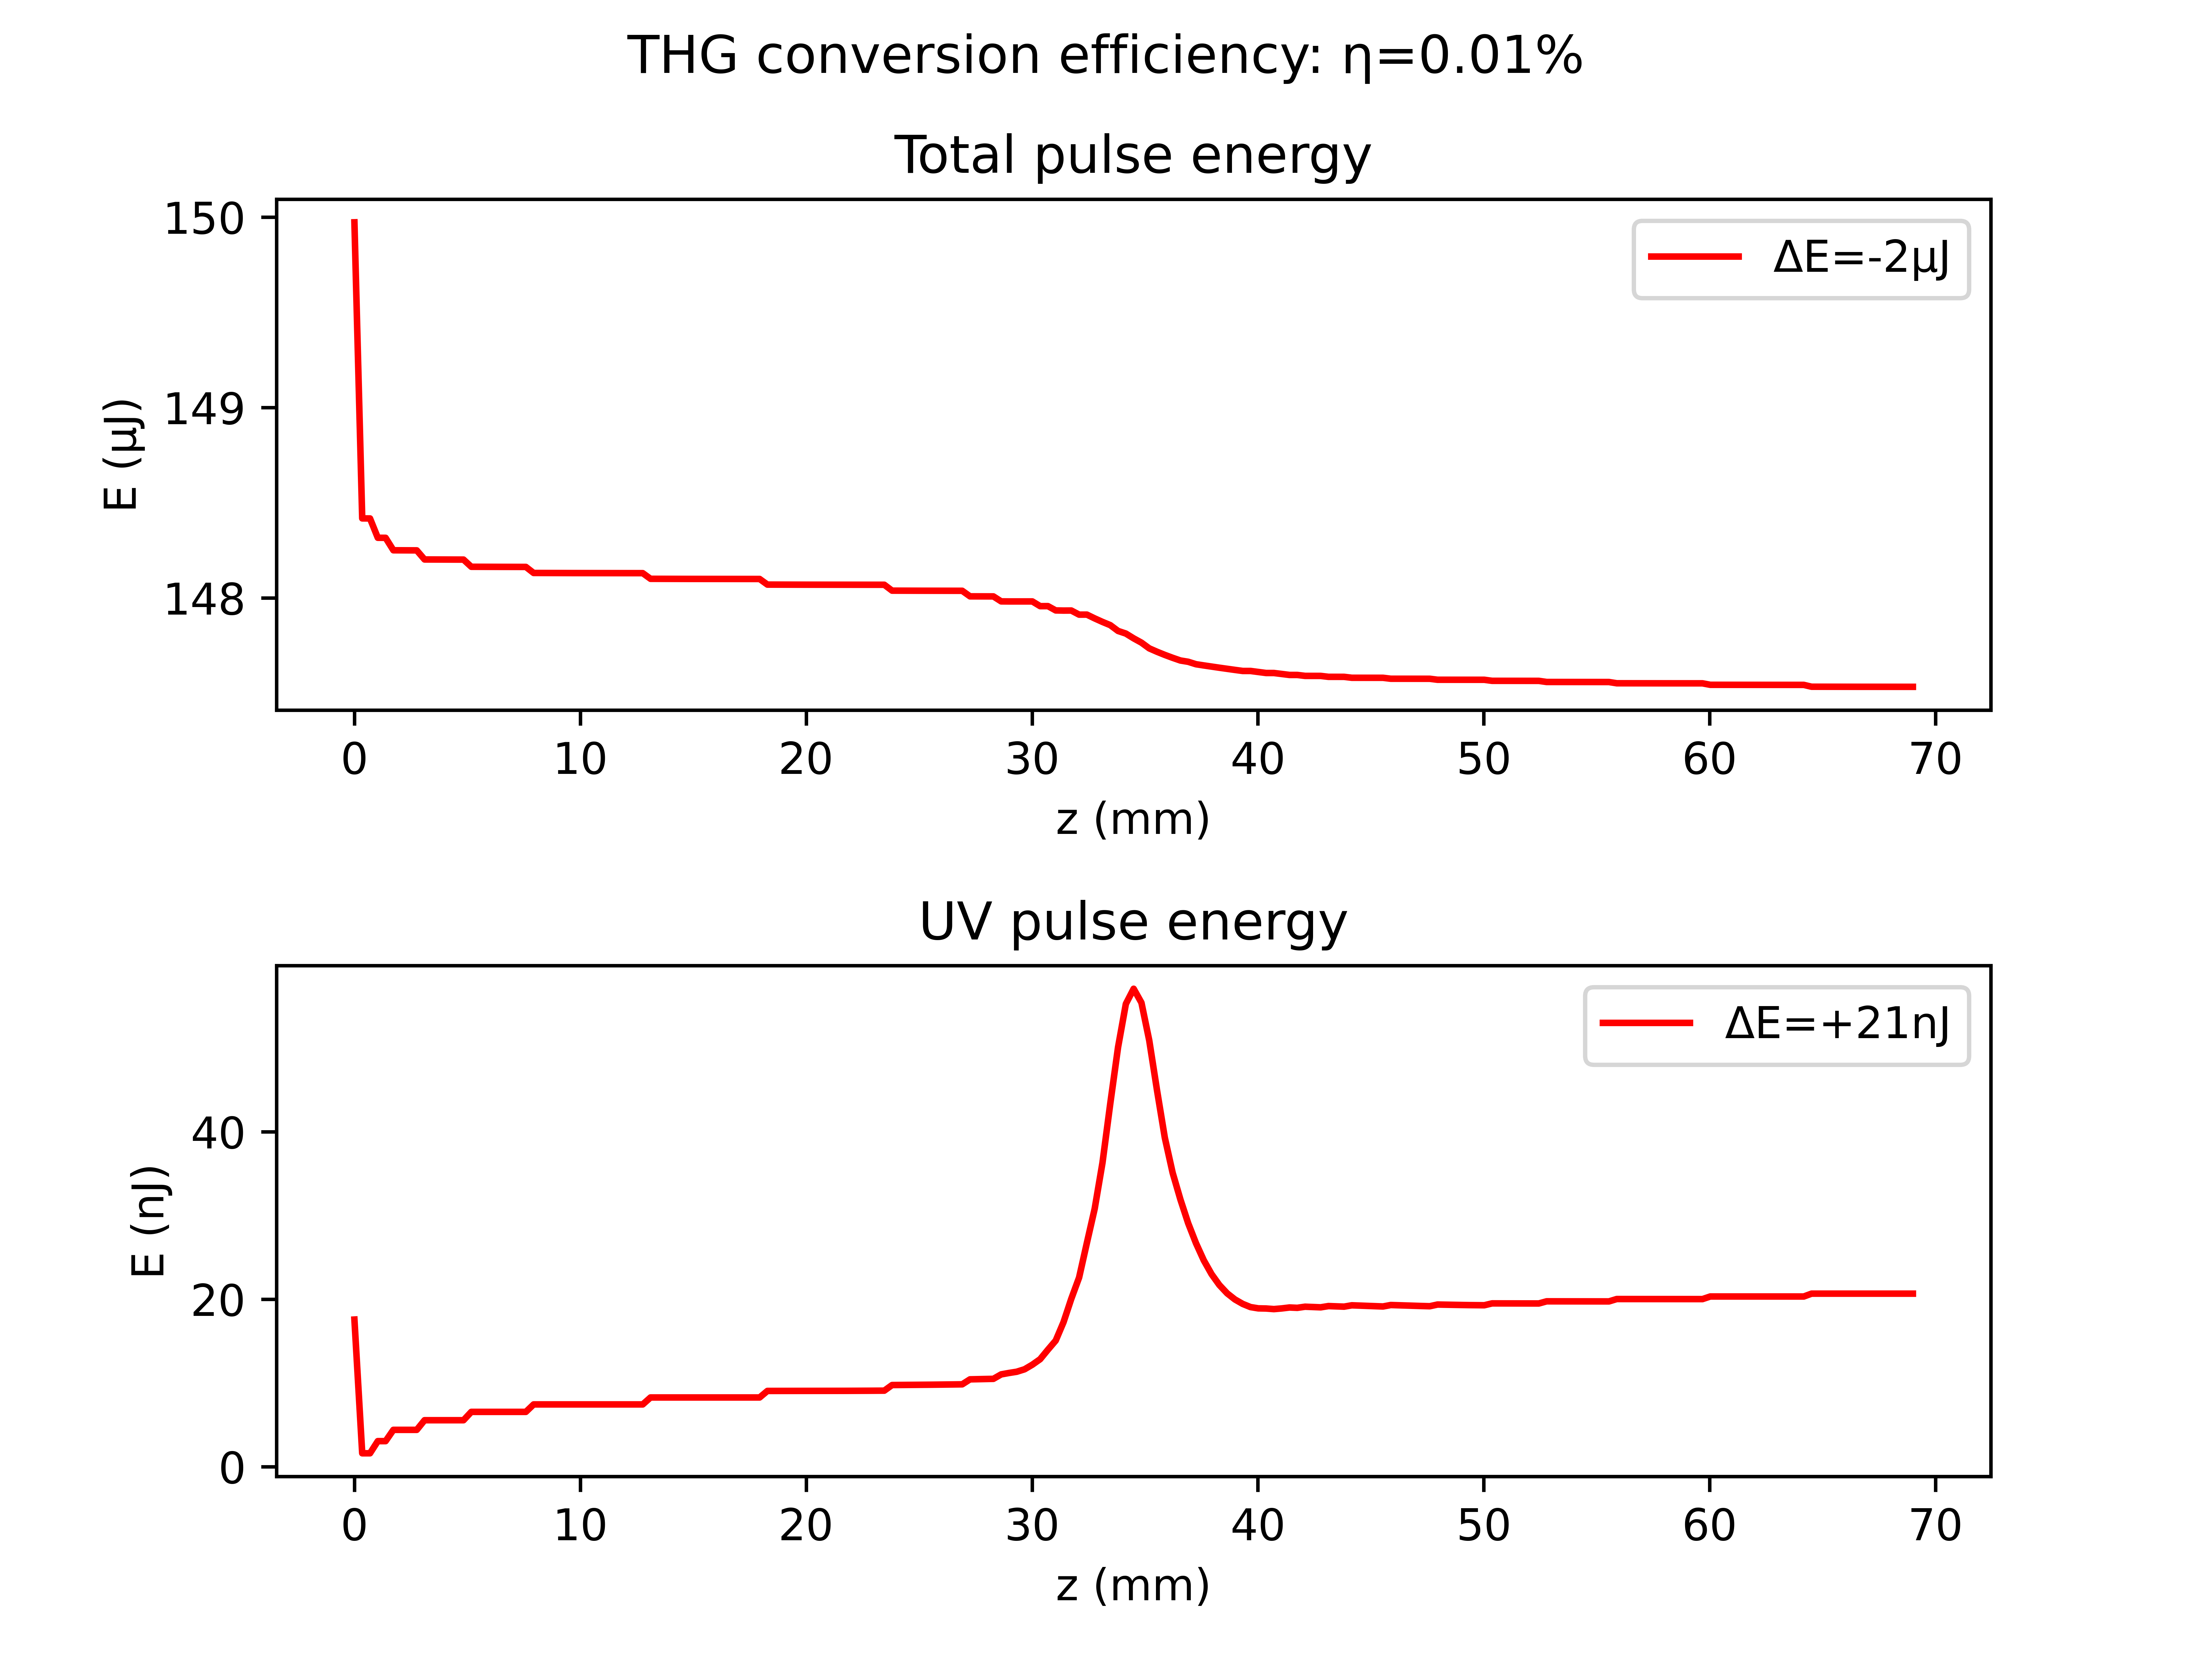 THG conversion efficiency: η=0.01%
Total pulse energy
150
149
148
E (µJ)
ΔE=-2µJ
0 10 20 30 40 50 60 70
z (mm)
UV pulse energy
40
20
0
E (nJ)
ΔE=+21nJ
0 10 20 30 40 50 60 70
z (mm)